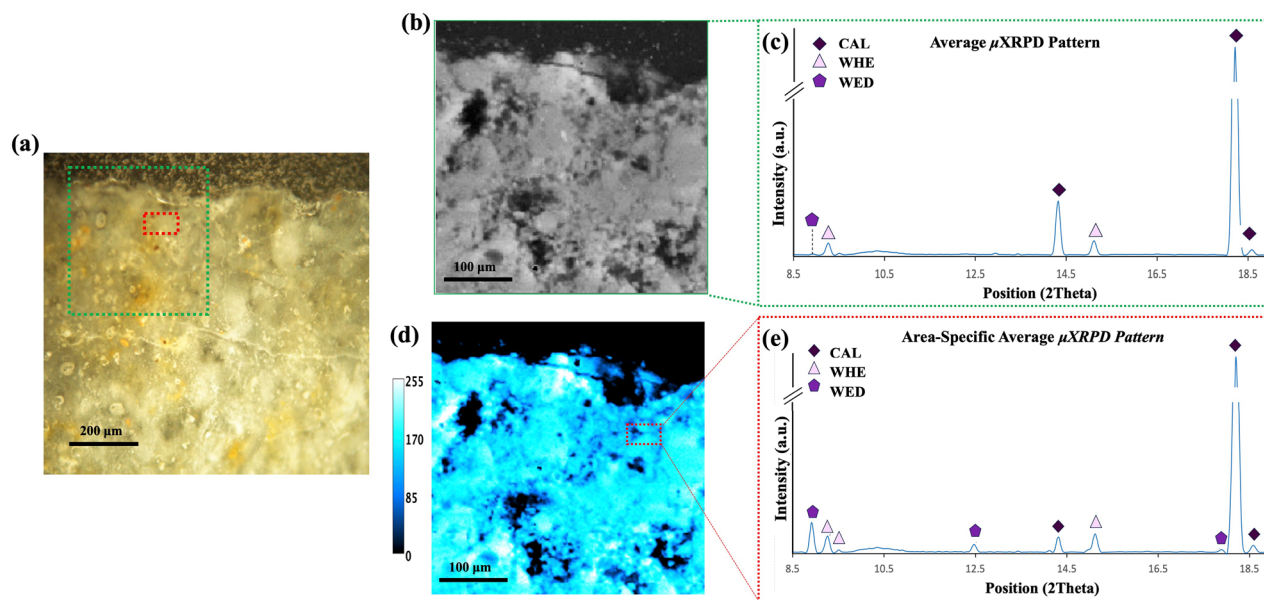 (a)
200 μm
(b)
100 μm
(c)
Average μXRPD Pattern
CAL
WHE
WED
Intensity (a.u.)
8.5 10.5 12.5 14.5 16.5 18.5
Position (2Theta)
(d)
255
170
85
0
100 μm
(e)
Area-Specific Average μXRPD Pattern
CAL
WHE
WED
Intensity (a.u.)
8.5 10.5 12.5 14.5 16.5 18.5
Position (2Theta)